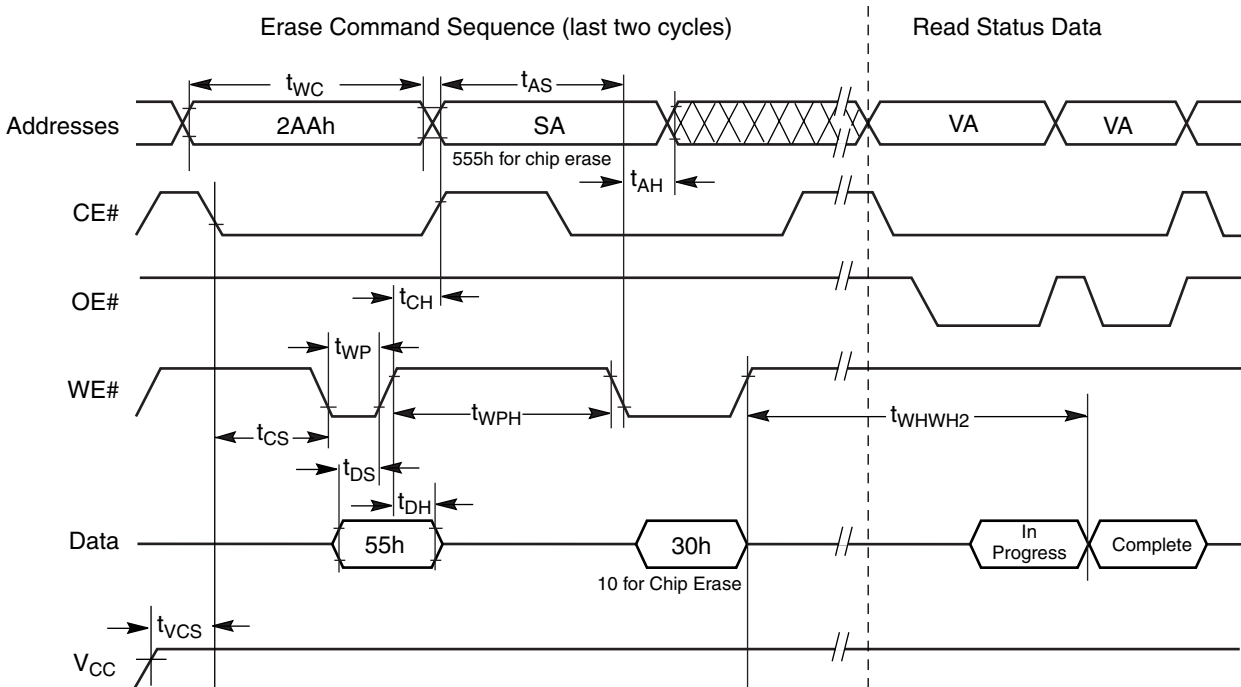 Erase Command Sequence (last two cycles)
Read Status Data
tWC
tAS
Addresses
2AAh
SA
VA
VA
555h for chip erase
tAH
CE#
OE#
tCH
tWP
WE#
tWPH
tWHWH2
tCS
tDS
tDH
Data
55h
30h
In
Progress
Complete
10 for Chip Erase
tVCS
VCC